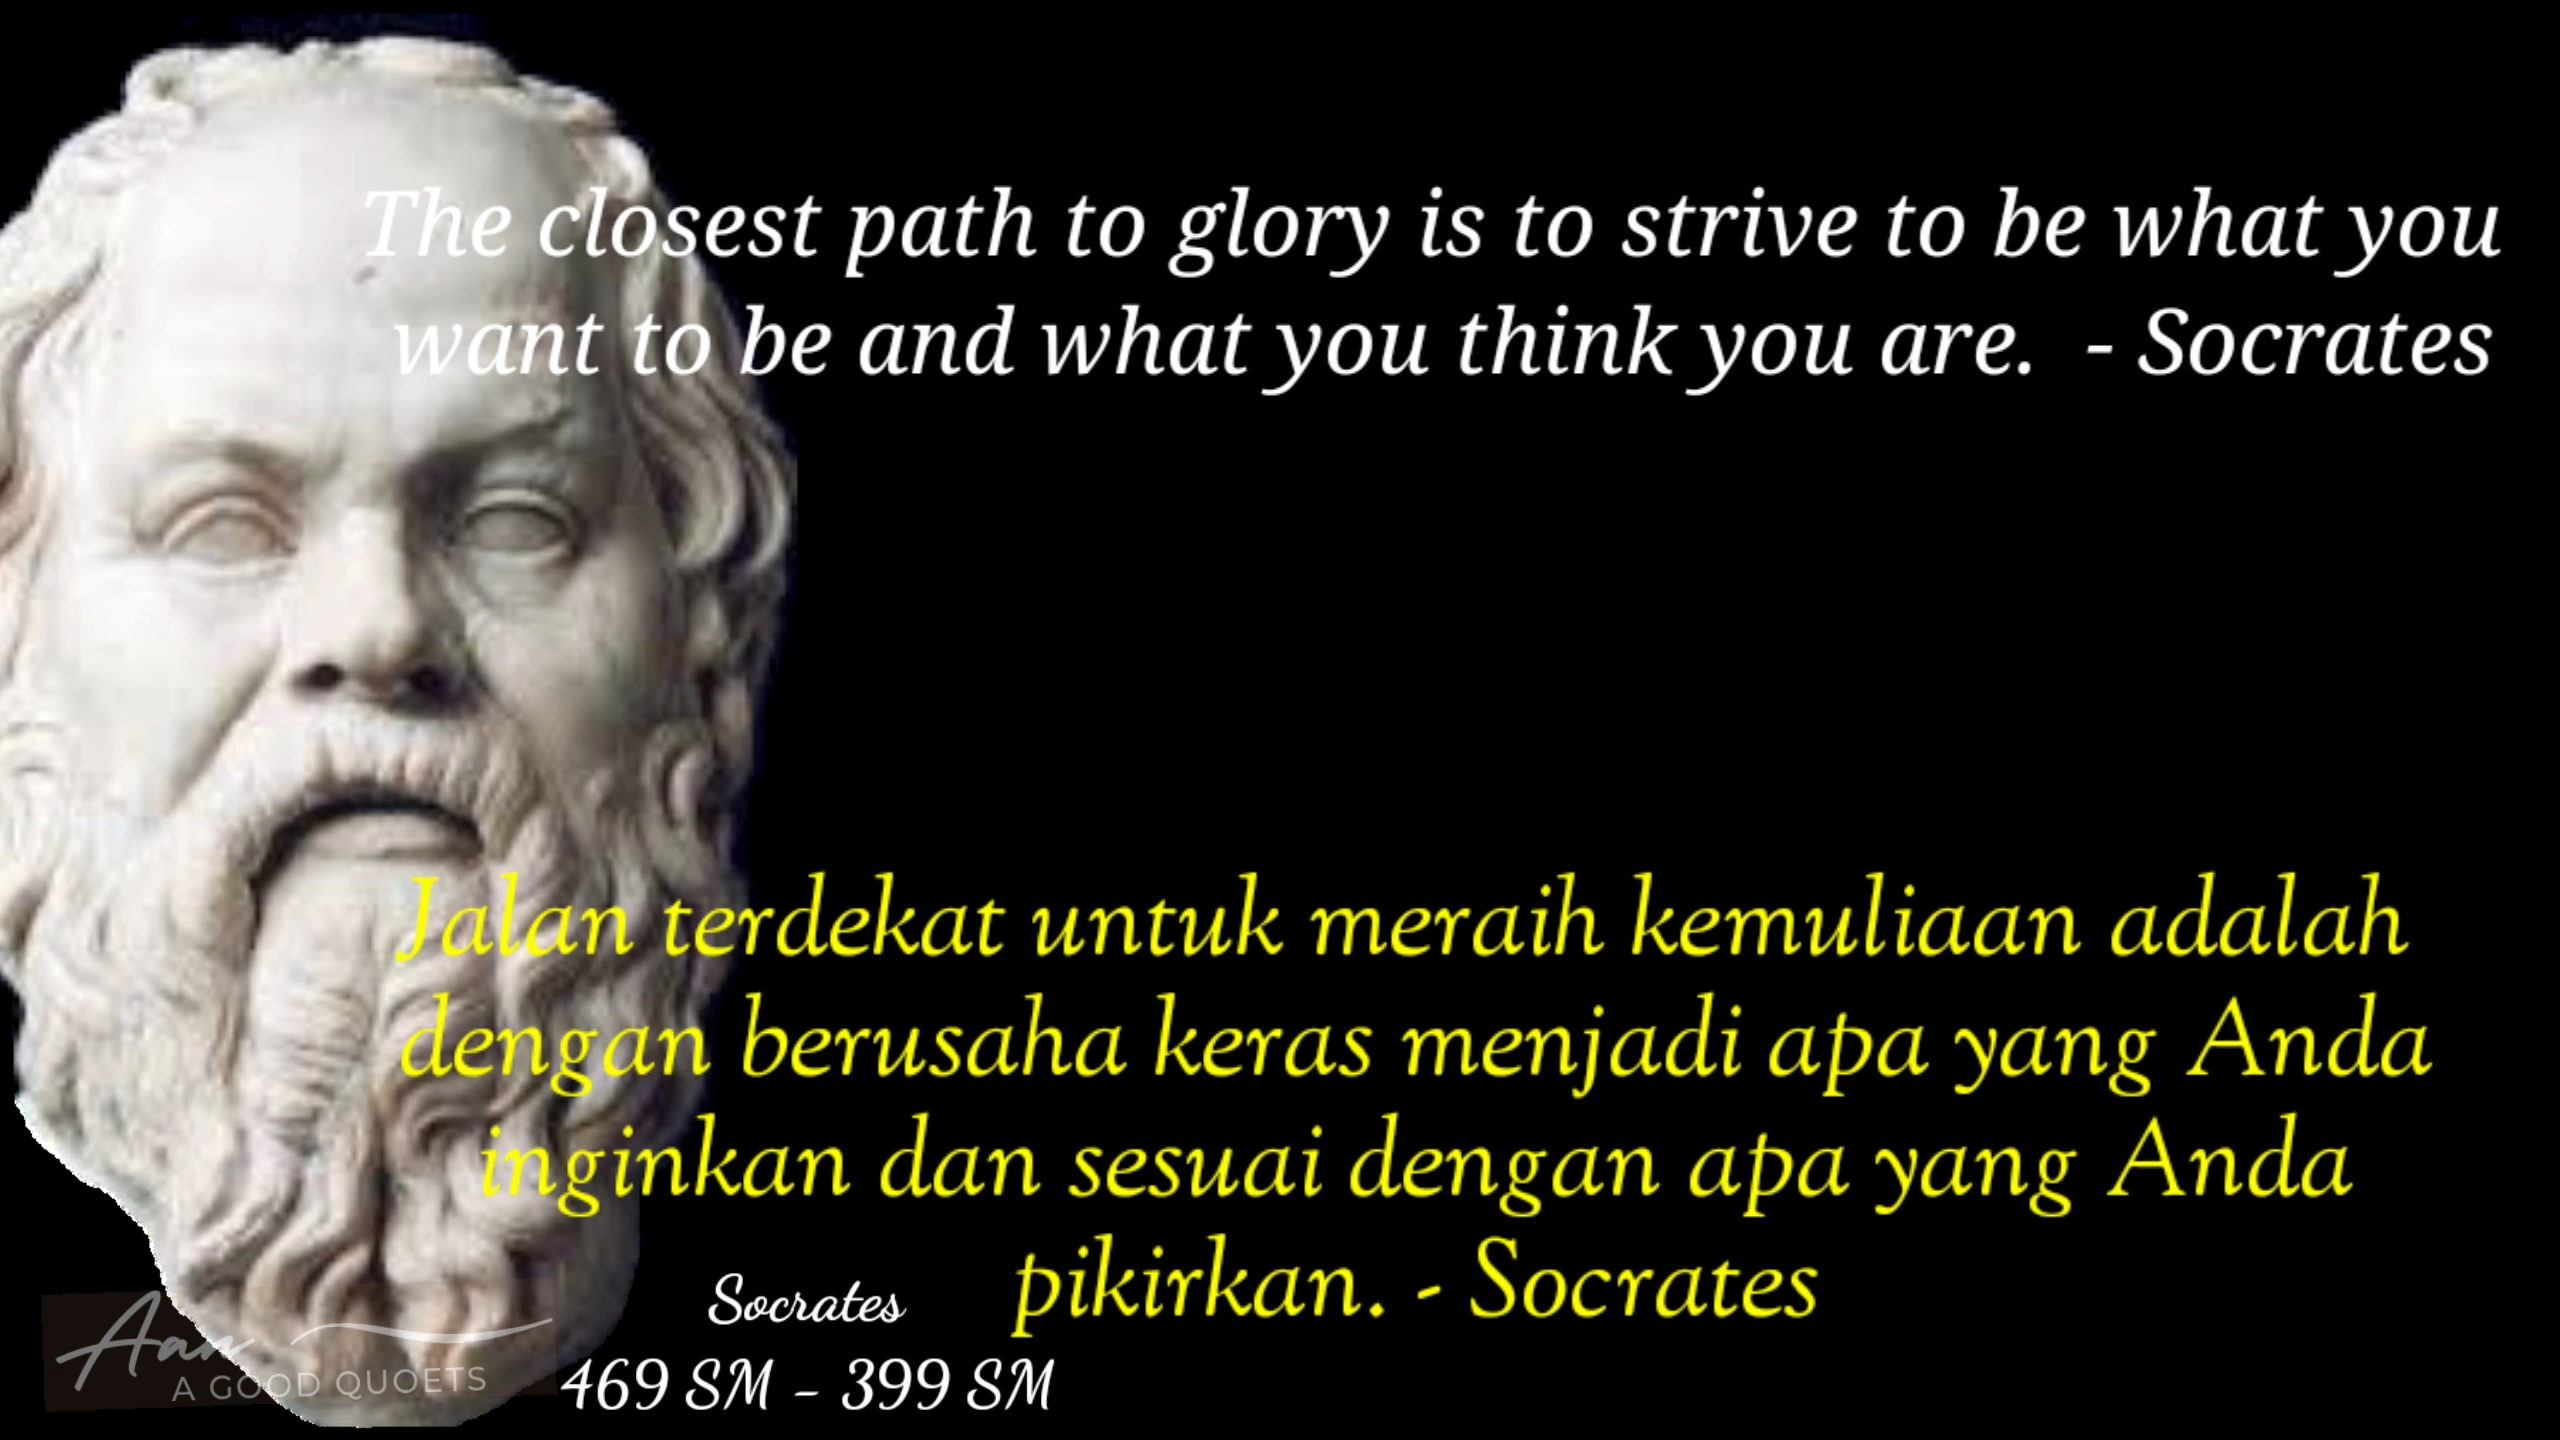 The closest path to glory is to strive to be what you
want to be and what you think you are. - Socrates
Jalan terdekat untuk meraih kemuliaan adalah
dengan berusaha keras menjadi apa yang Anda
inginkan dan sesuai dengan apa yang Anda
pikirkan. - Socrates
Socrates
469 SM - 399 SM
Aan
A GOOD QUOETS